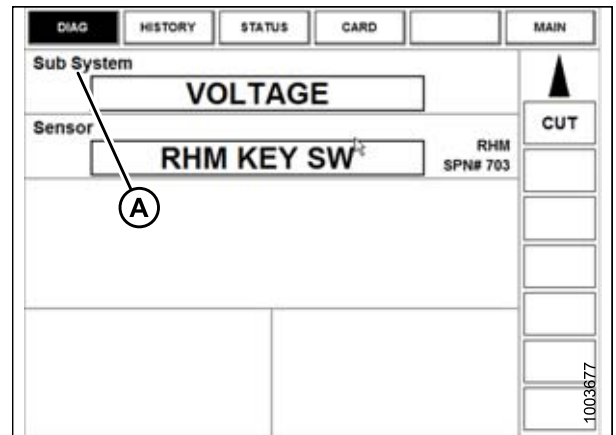 DIAG HISTORY STATUS CARD MAIN
Sub System
VOLTAGE
CUT
Sensor
RHM KEY SW
RHM
SPN# 703
A
1003677